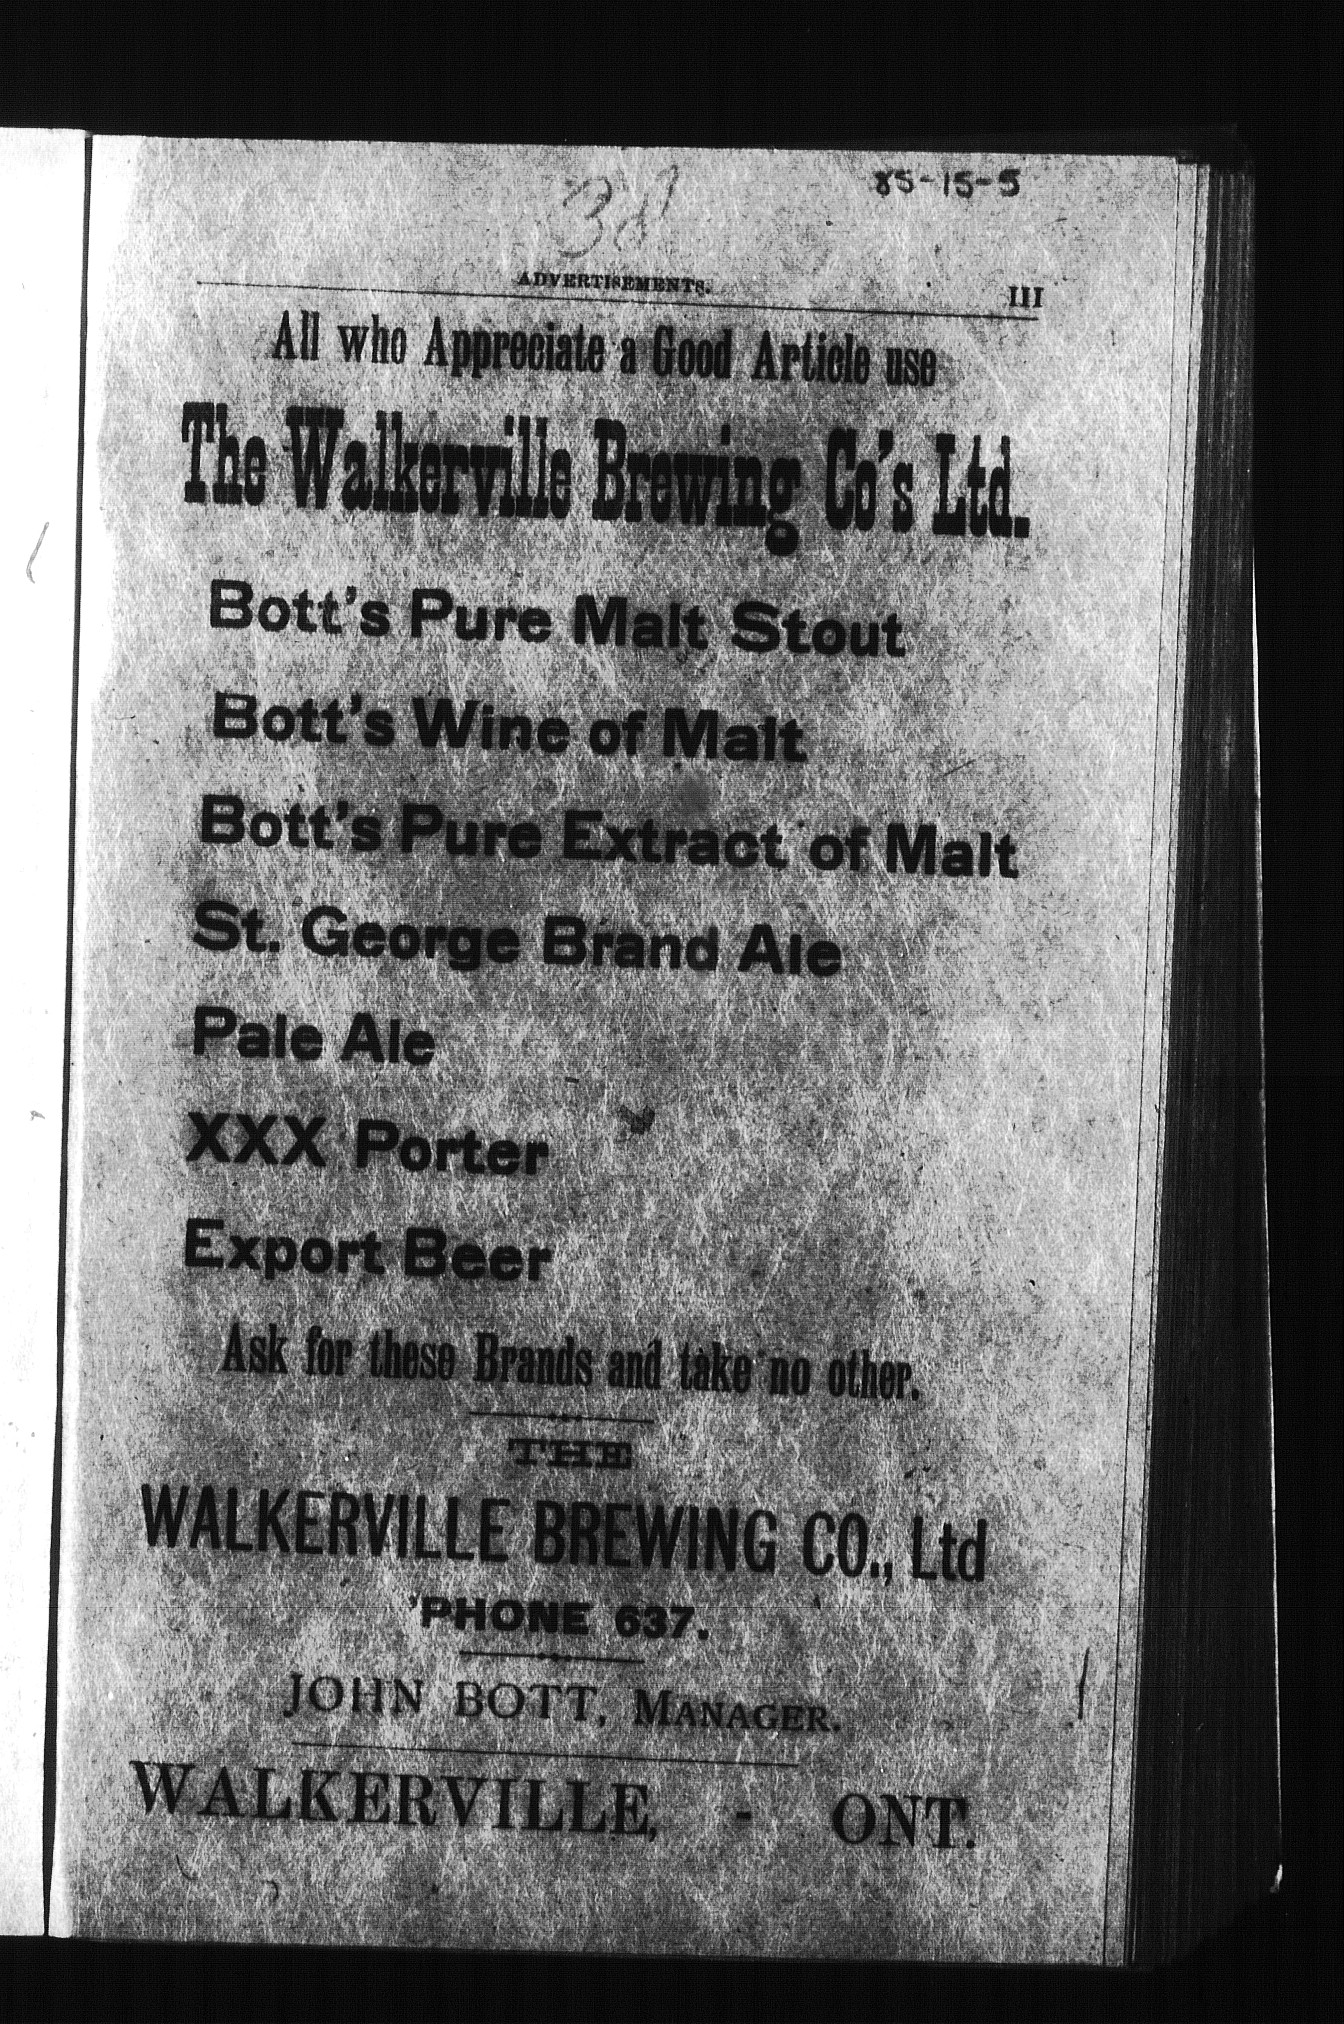 85-15-5
38
ADVERTISEMENTS. III
All who Appreciate a Good Article use
The Walkerville Brewing Co's Ltd.
Bott's Pure Malt Stout
Bott's Wine of Malt
Bott's Pure Extract of Malt
St. George Brand Ale
Pale Ale
XXX Porter
Export Beer
Ask for these Brands and take no other.
THE
WALKERVILLE BREWING CO., Ltd
'PHONE 637.
JOHN BOTT, MANAGER.
WALKERVILLE, - ONT.